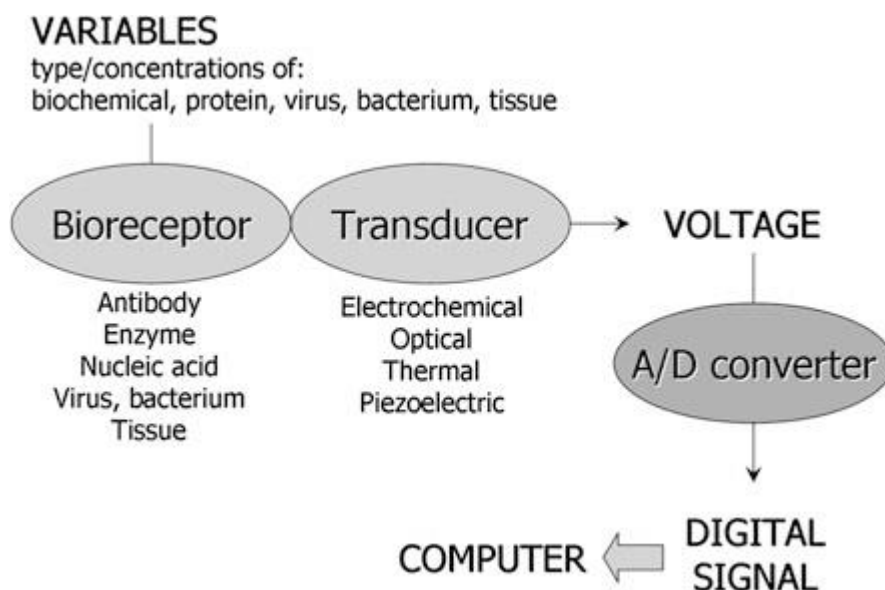 VARIABLES
type/concentrations of:
biochemical, protein, virus, bacterium, tissue
Bioreceptor
Transducer
VOLTAGE
Antibody
Enzyme
Nucleic acid
Virus, bacterium
Tissue
Electrochemical
Optical
Thermal
Piezoelectric
A/D converter
DIGITAL
SIGNAL
COMPUTER